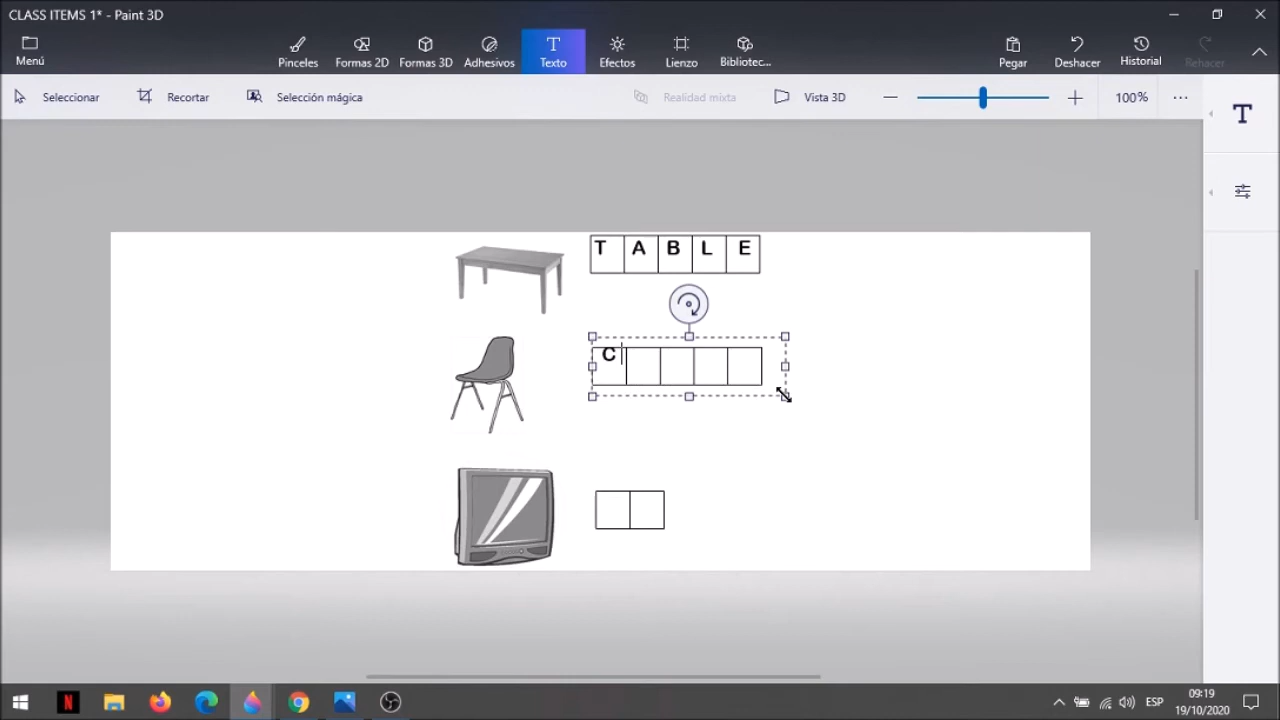 CLASS ITEMS 1* - Paint 3D
Menú
Pinceles
Formas 2D
Formas 3D
Adhesivos
Texto
Efectos
Lienzo
Bibliotec...
Pegar
Deshacer
Historial
Rehacer
Seleccionar
Recortar
Selección mágica
Realidad mixta
Vista 3D
100%
T
T A B L E
C
N
ESP
09:19
19/10/2020